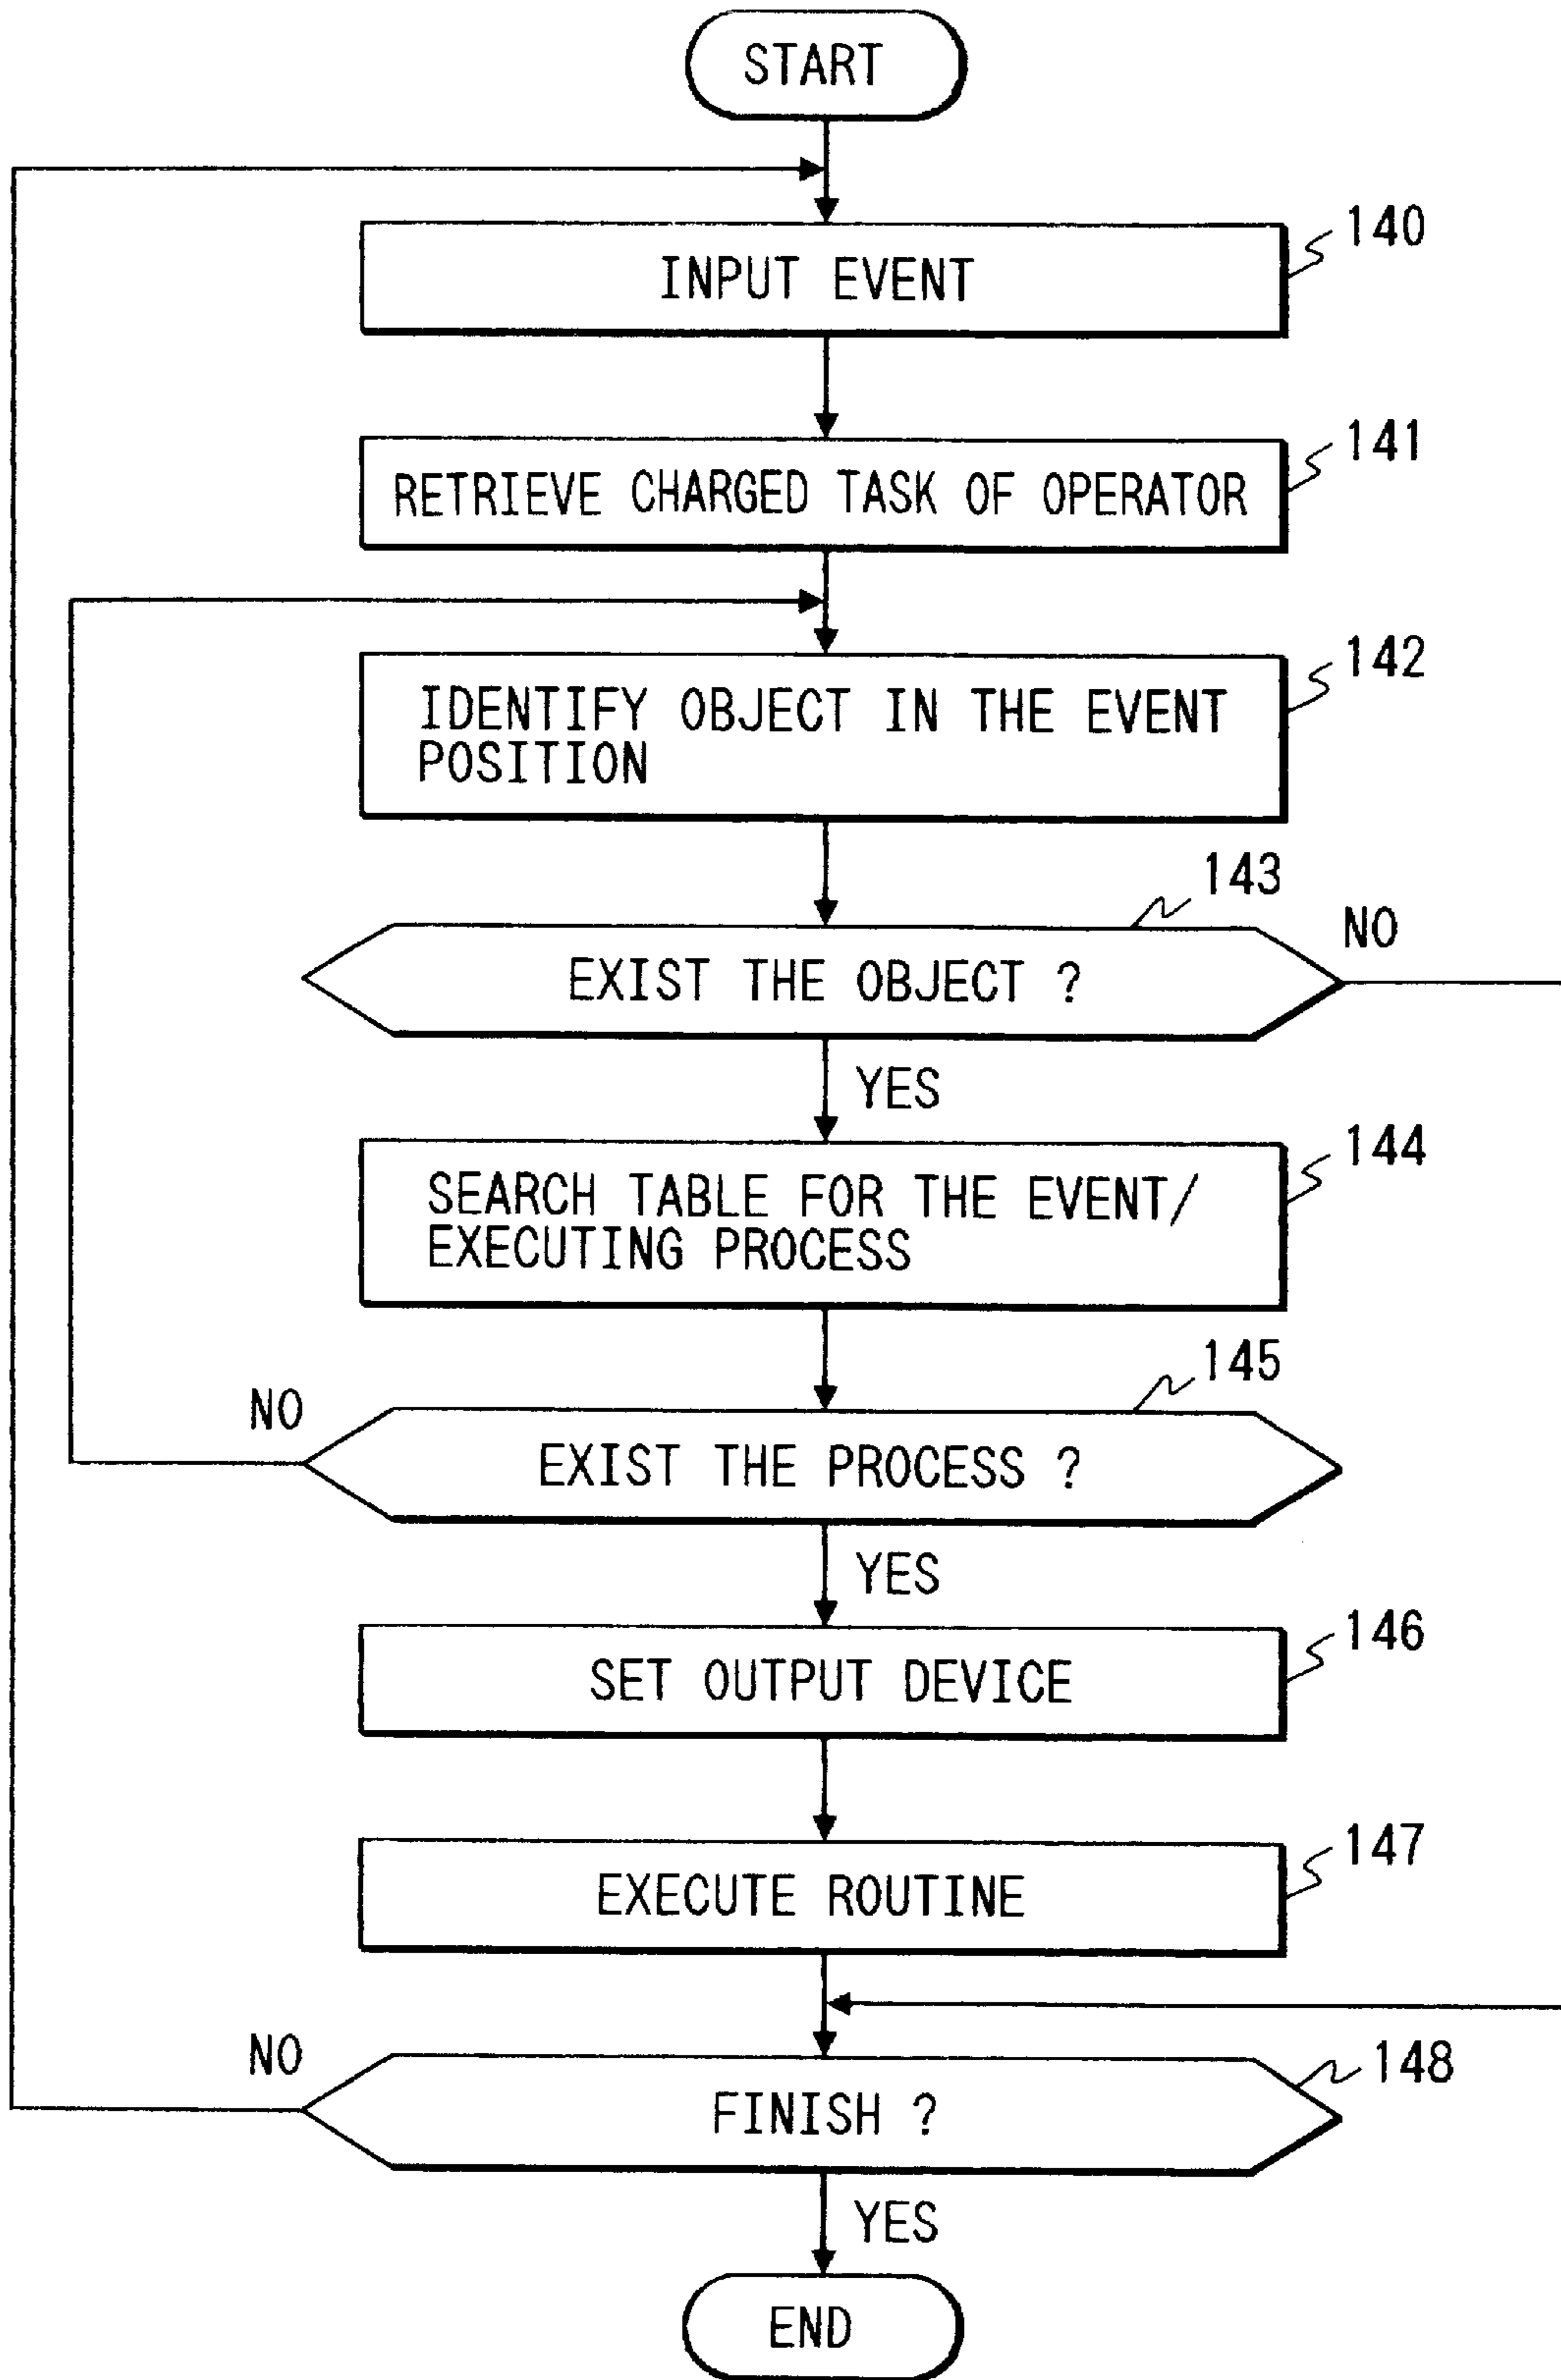 START
INPUT EVENT
140
RETRIEVE CHARGED TASK OF OPERATOR
141
IDENTIFY OBJECT IN THE EVENT
POSITION
142
143
EXIST THE OBJECT ?
NO
YES
SEARCH TABLE FOR THE EVENT/
EXECUTING PROCESS
144
145
NO
EXIST THE PROCESS ?
YES
SET OUTPUT DEVICE
146
EXECUTE ROUTINE
147
NO
148
FINISH ?
YES
END